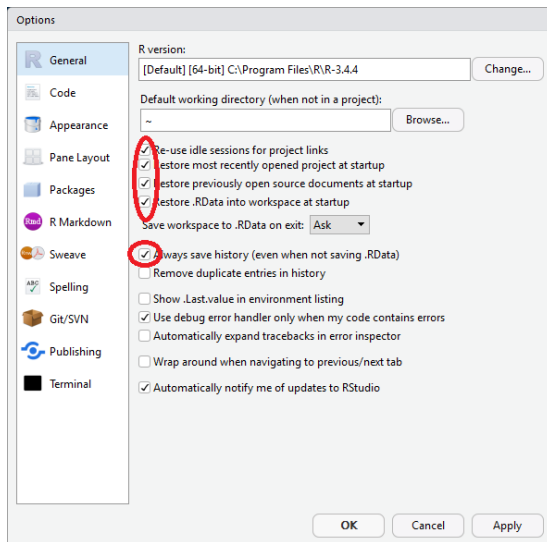 Options
General
Code
Appearance
Pane Layout
Packages
Rmd R Markdown
Sweave
ABC Spelling
Git/SVN
Publishing
Terminal
R version:
[Default] [64-bit] C:\Program Files\R\R-3.4.4
Change...
Default working directory (when not in a project):
~
Browse...
Re-use idle sessions for project links
Restore most recently opened project at startup
Restore previously open source documents at startup
Restore .RData into workspace at startup
Save workspace to .RData on exit: Ask
Always save history (even when not saving .RData)
Remove duplicate entries in history
Show .Last.value in environment listing
Use debug error handler only when my code contains errors
Automatically expand tracebacks in error inspector
Wrap around when navigating to previous/next tab
Automatically notify me of updates to RStudio
OK
Cancel
Apply